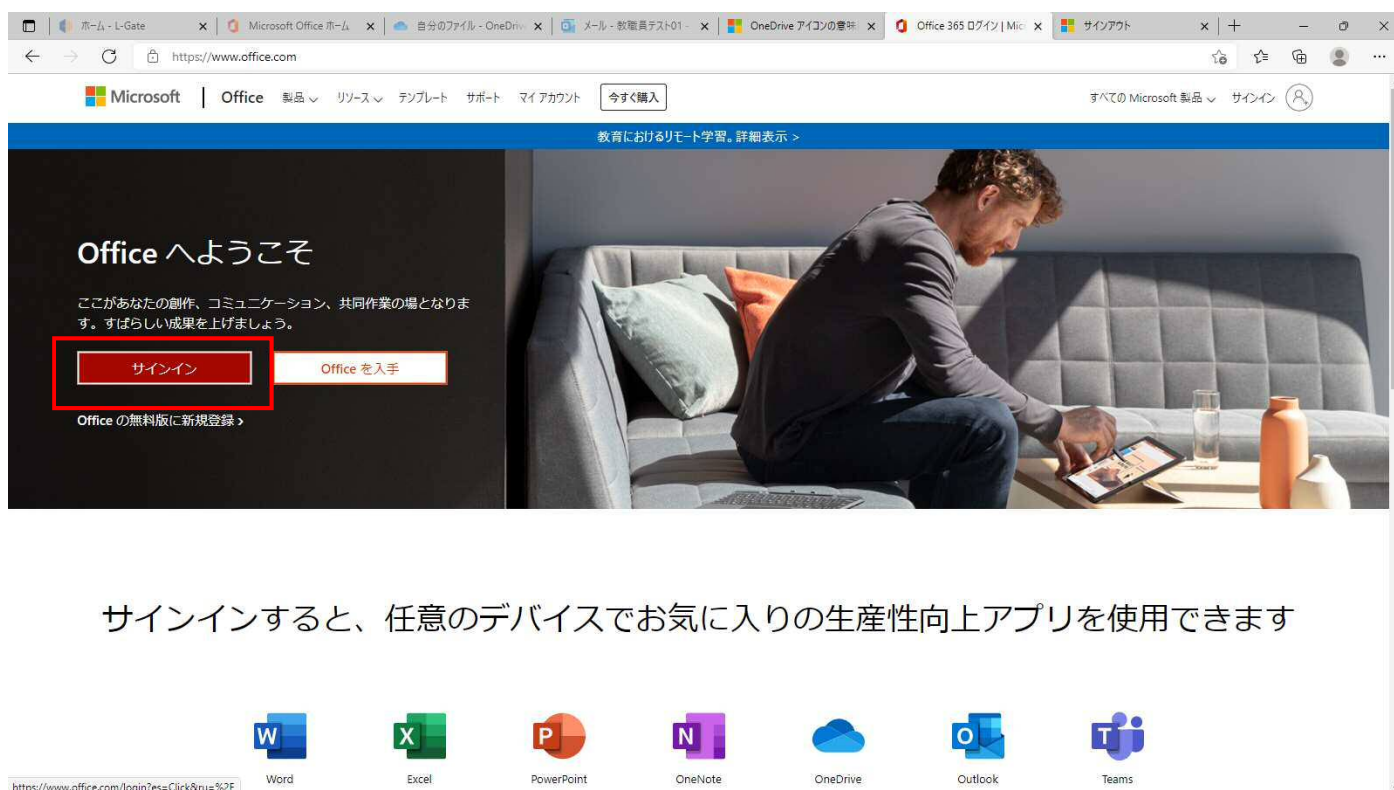 ホーム - L-Gate
Microsoft Office ホーム
自分のファイル - OneDriv
メール - 教職員テスト01 -
OneDrive アイコンの意味
Office 365 ログイン | Mic
サインアウト
https://www.office.com
Microsoft Office 製品 リソース テンプレート サポート マイ アカウント 今すぐ購入 すべての Microsoft 製品 サインイン
教育におけるリモート学習。詳細表示 >
Office へようこそ
ここがあなたの創作、コミュニケーション、共同作業の場となりま
す。すばらしい成果を上げましょう。
サインイン Office を入手
Office の無料版に新規登録 ›
サインインすると、任意のデバイスでお気に入りの生産性向上アプリを使用できます
W X P N O T
Word Excel PowerPoint OneNote OneDrive Outlook Teams
https://www.office.com/login?es=Click&ru=%2F